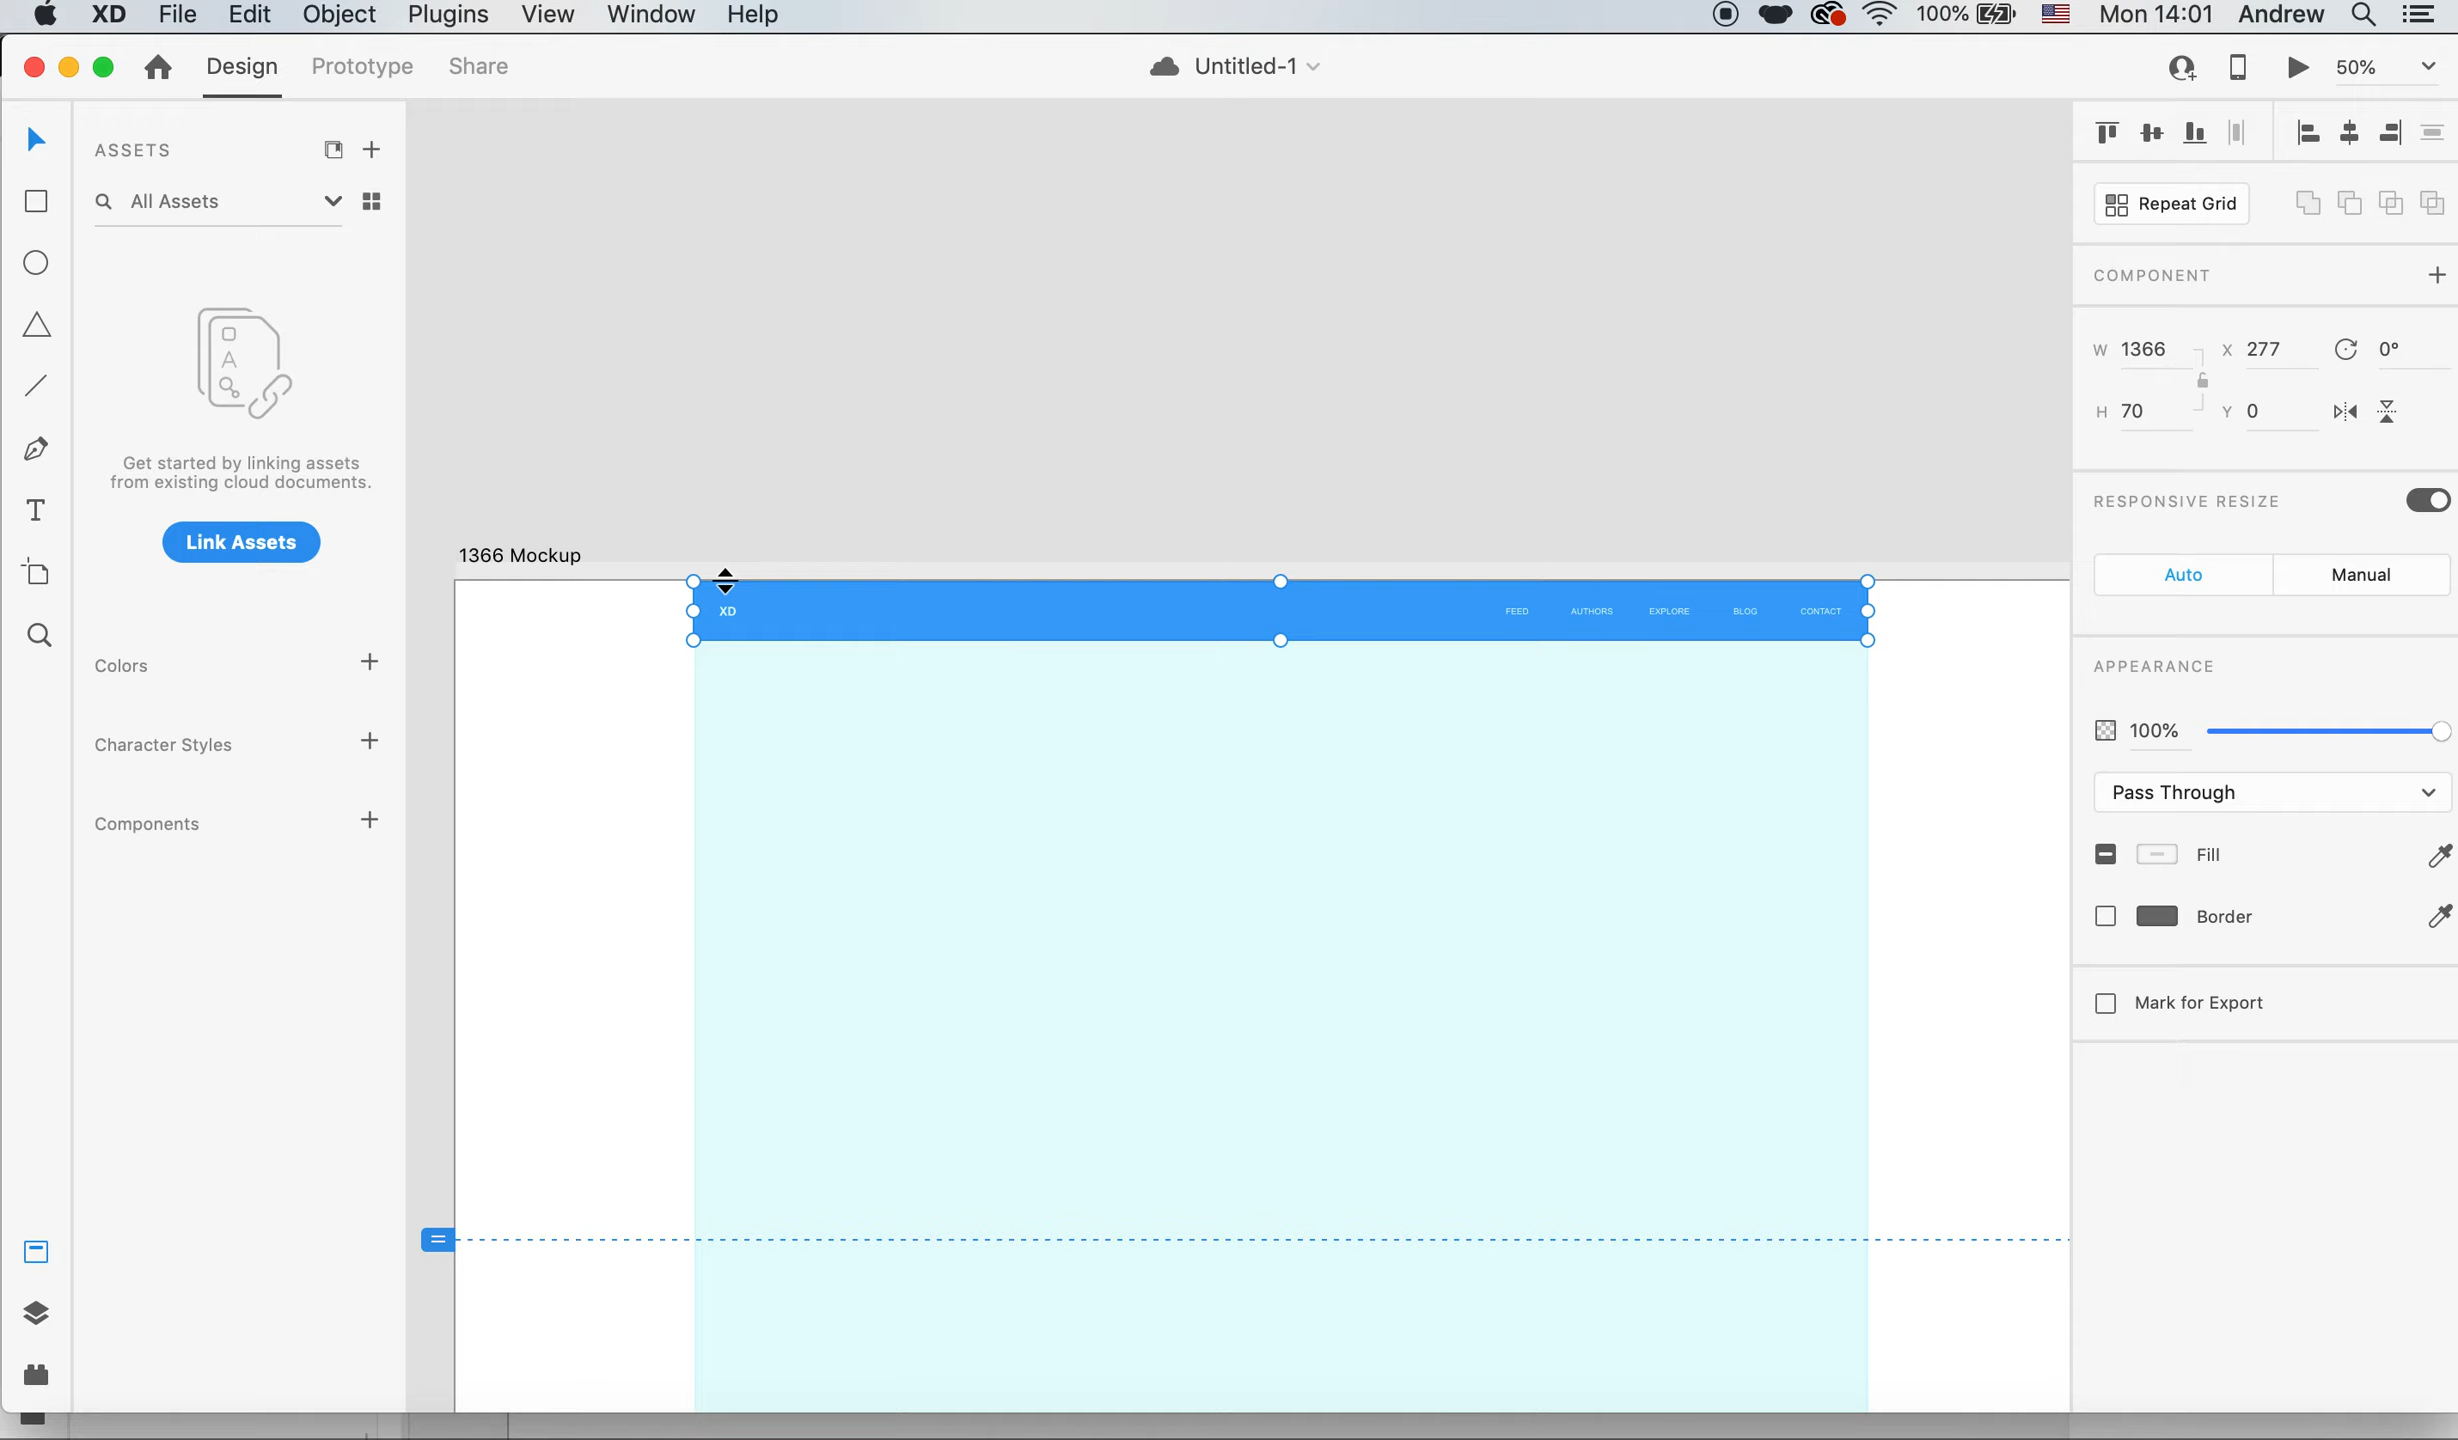 XD File Edit Object Plugins View Window Help 100% Mon 14:01 Andrew
Design Prototype Share Untitled-1 50%
ASSETS
All Assets
Repeat Grid
COMPONENT
W 1366 X 277 0°
H 70 Y 0
A
Get started by linking assets
from existing cloud documents.
Link Assets
RESPONSIVE RESIZE
Auto Manual
1366 Mockup
XD FEED AUTHORS EXPLORE BLOG CONTACT
Colors
Character Styles
Components
APPEARANCE
100%
Pass Through
Fill
Border
Mark for Export